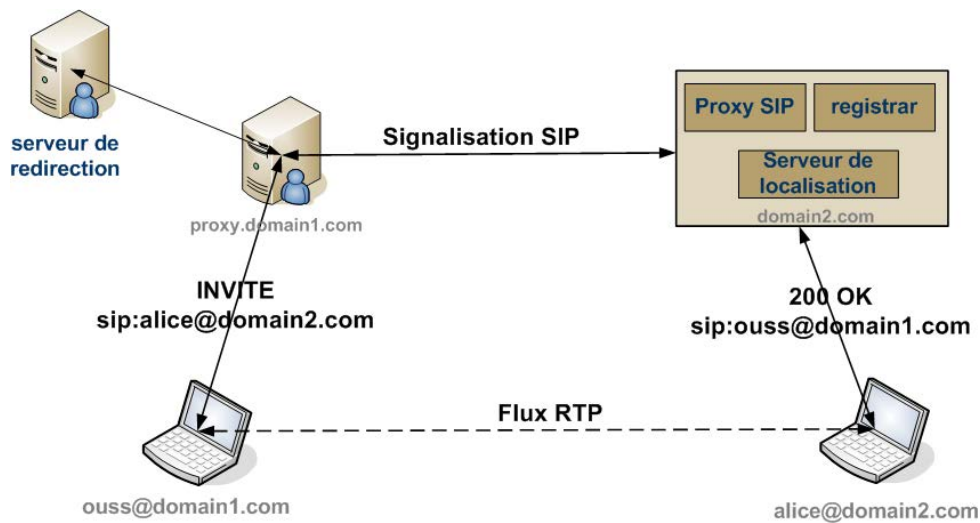 serveur de
redirection
proxy.domain1.com
Signalisation SIP
Proxy SIP
registrar
Serveur de
localisation
domain2.com
INVITE
sip:alice@domain2.com
200 OK
sip:ouss@domain1.com
Flux RTP
ouss@domain1.com
alice@domain2.com